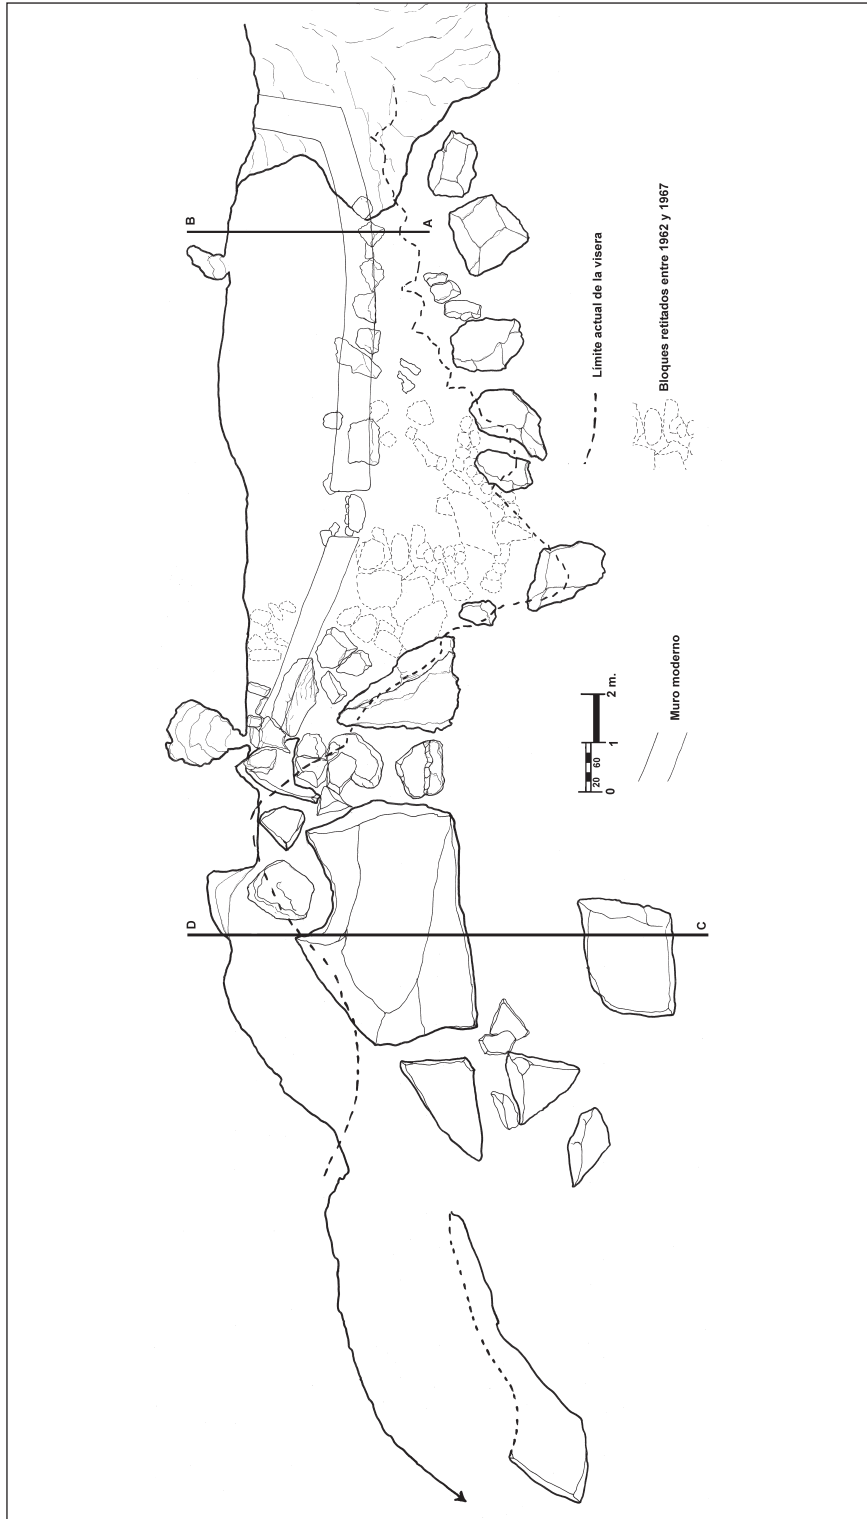 B
A
Límite actual de la visera
Bloques retitados entre 1962 y 1967
20 60
0 1 2 m.
Muro moderno
D
C